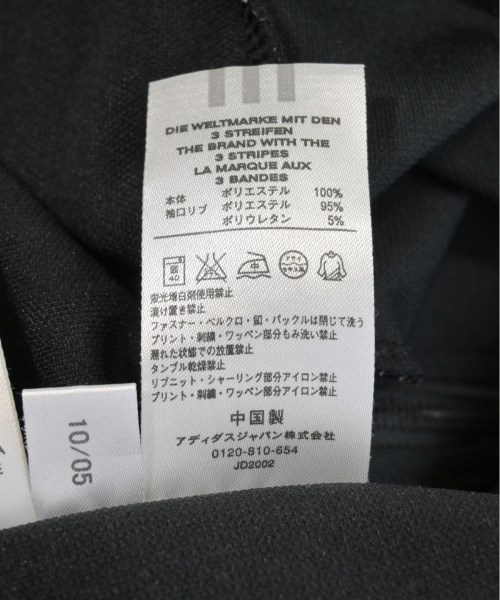 DIE WELTMARKE MIT DEN
3 STREIFEN
THE BRAND WITH THE
3 STRIPES
LA MARQUE AUX
3 BANDES
本体 ポリエステル 100%
袖口リブ ポリエステル 95%
ポリウレタン 5%
40 中
蛍光増白剤使用禁止
漬け置き禁止
ファスナー・ベルクロ・釦・バックルは閉じて洗う
プリント・刺繍・ワッペン部分もみ洗い禁止
濡れた状態での放置禁止
タンブル乾燥禁止
リブニット・シャーリング部分アイロン禁止
プリント・刺繍・ワッペン部分アイロン禁止
中国製
アディダスジャパン株式会社
0120-810-654
JD2002
10/05